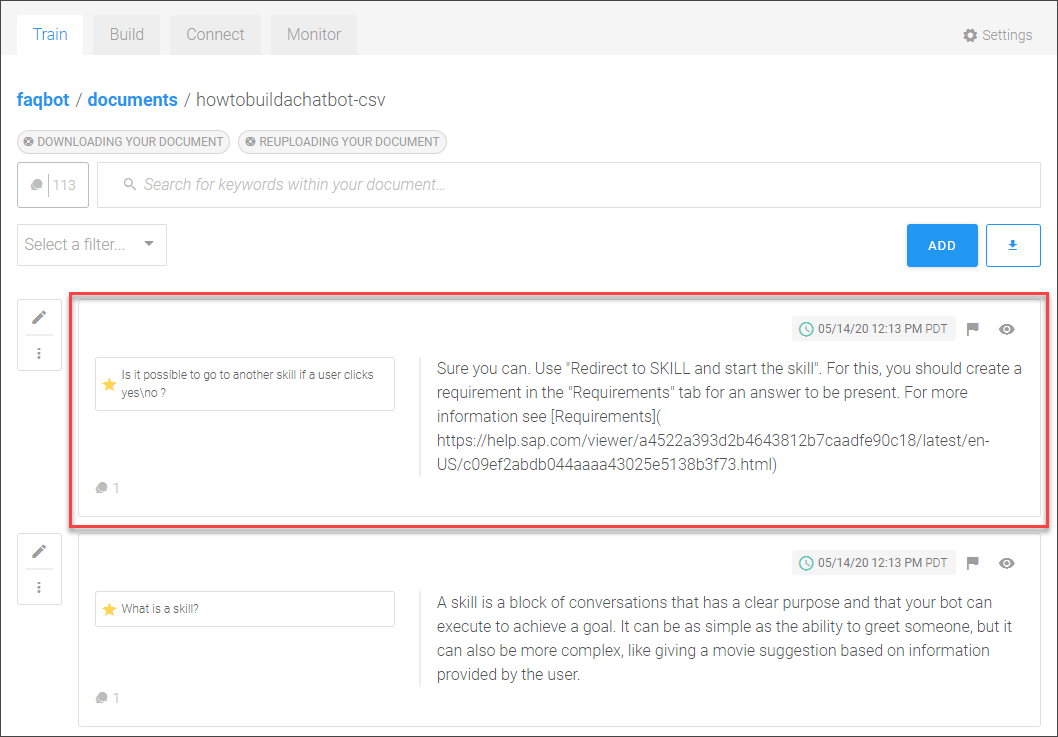 Train Build Connect Monitor Settings
faqbot / documents / howtobuildachatbot-csv
DOWNLOADING YOUR DOCUMENT REUPLOADING YOUR DOCUMENT
113 Search for keywords within your document...
Select a filter... ADD
05/14/20 12:13 PM PDT
Is it possible to go to another skill if a user clicks
yes\no ?
Sure you can. Use "Redirect to SKILL and start the skill". For this, you should create a
requirement in the "Requirements" tab for an answer to be present. For more
information see [Requirements](
https://help.sap.com/viewer/a4522a393d2b4643812b7caadfe90c18/latest/en-
US/c09ef2abdb044aaaa43025e5138b3f73.html)
1
05/14/20 12:13 PM PDT
What is a skill?
A skill is a block of conversations that has a clear purpose and that your bot can
execute to achieve a goal. It can be as simple as the ability to greet someone, but it
can also be more complex, like giving a movie suggestion based on information
provided by the user.
1